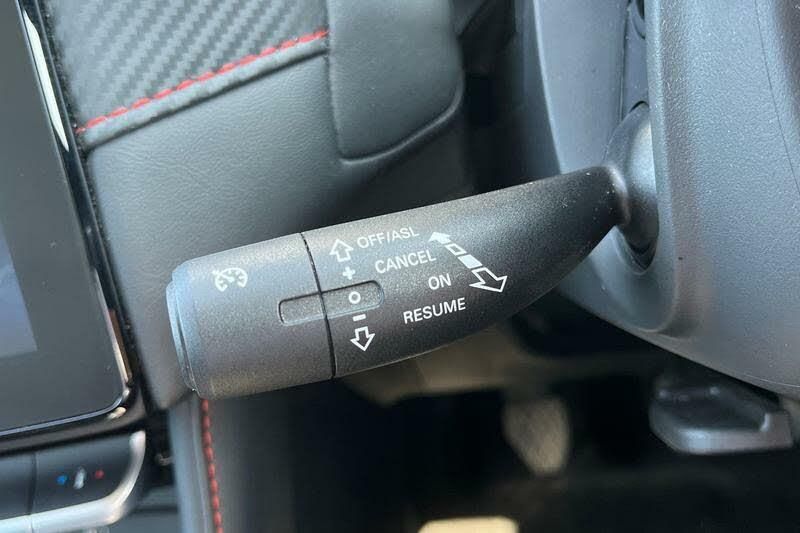 OFF/ASL
+ CANCEL
O ON
– RESUME